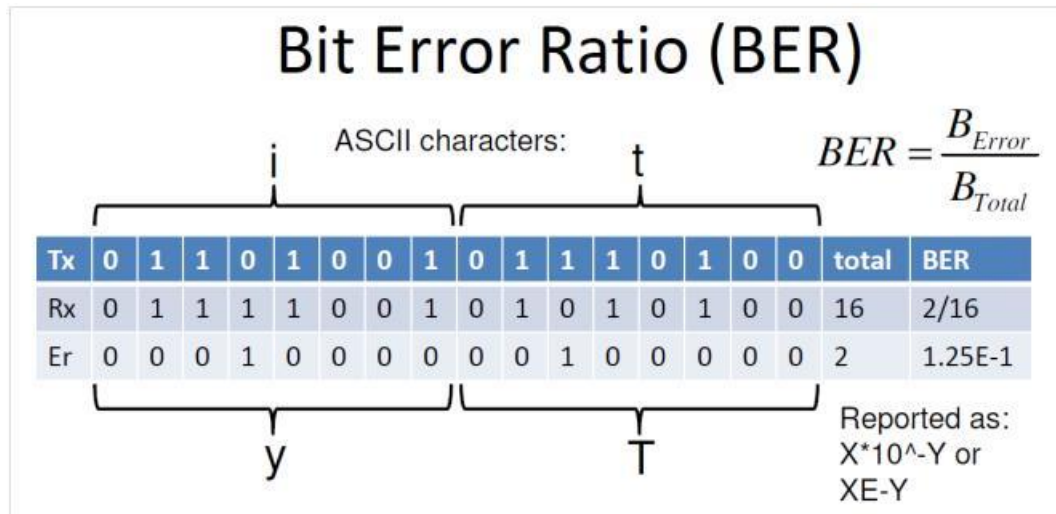 Bit Error Ratio (BER)
ASCII characters:
i t
BER = B_Error / B_Total
Tx 0 1 1 0 1 0 0 1 0 1 1 1 0 1 0 0 total BER
Rx 0 1 1 1 1 0 0 1 0 1 0 1 0 1 0 0 16 2/16
Er 0 0 0 1 0 0 0 0 0 0 1 0 0 0 0 0 2 1.25E-1
y T
Reported as:
X*10^-Y or
XE-Y